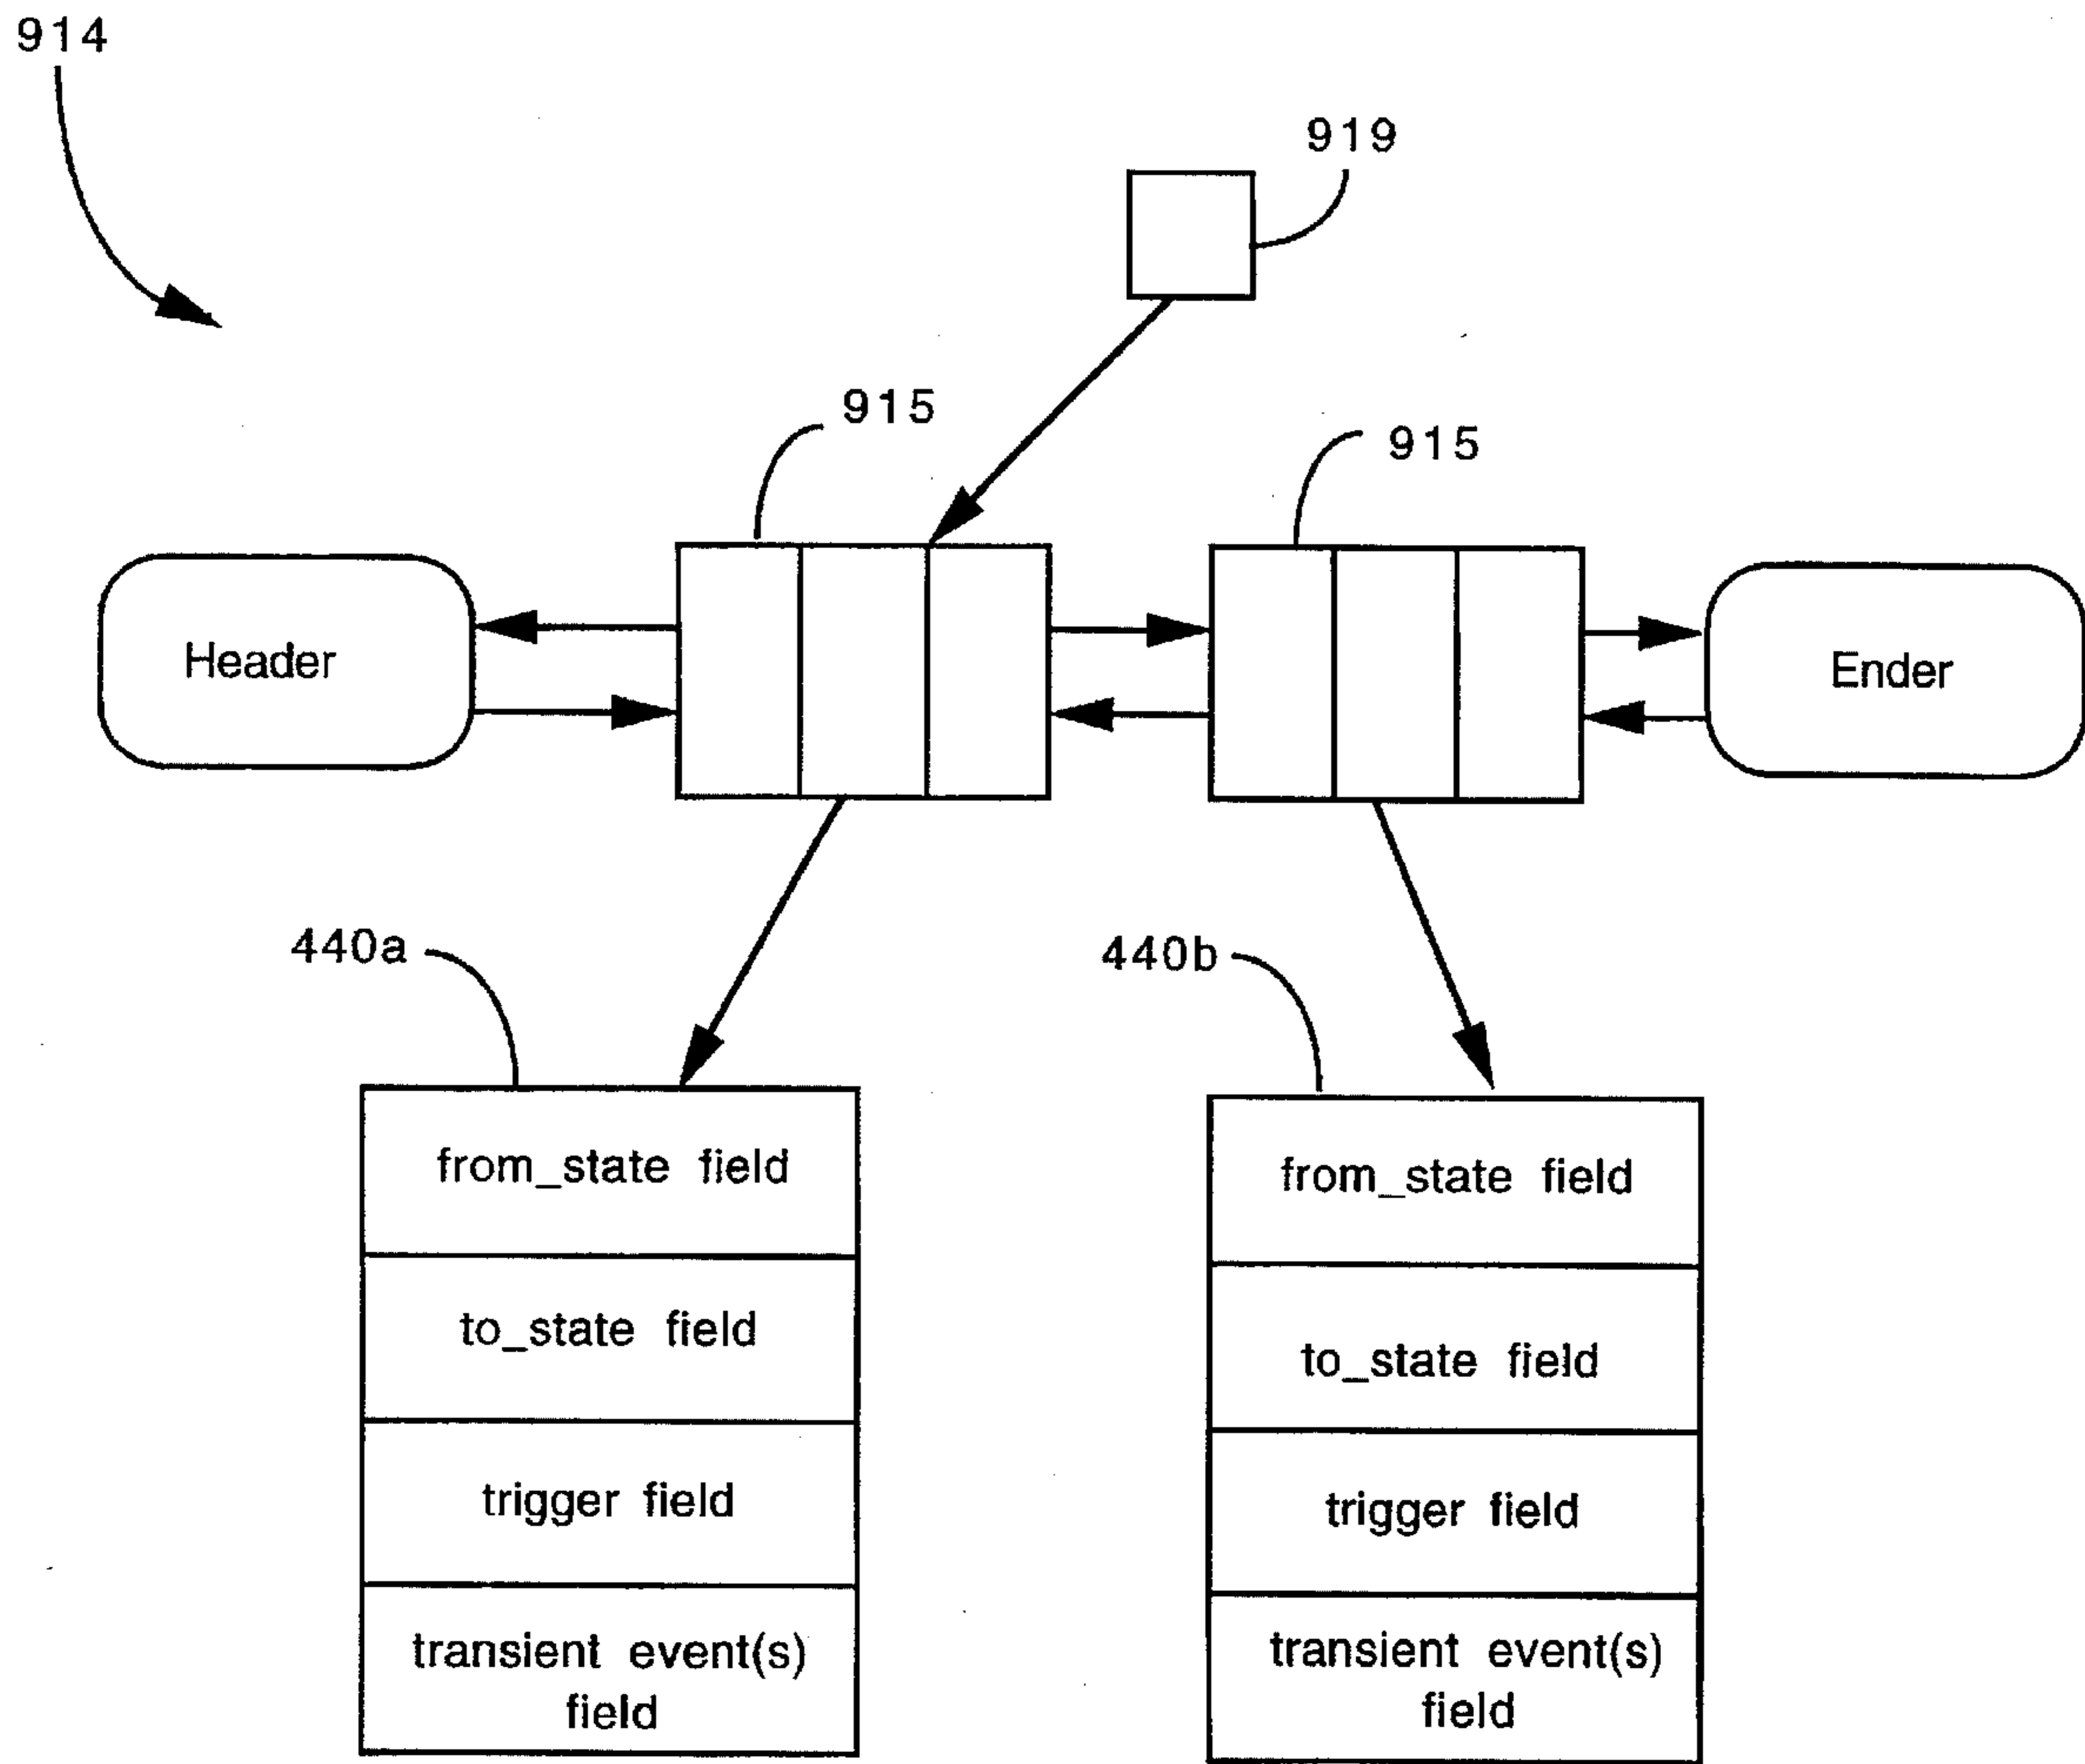 914
919
915
915
Header
Ender
440a
440b
from_state field
to_state field
trigger field
transient event(s)
field
from_state field
to_state field
trigger field
transient event(s)
field